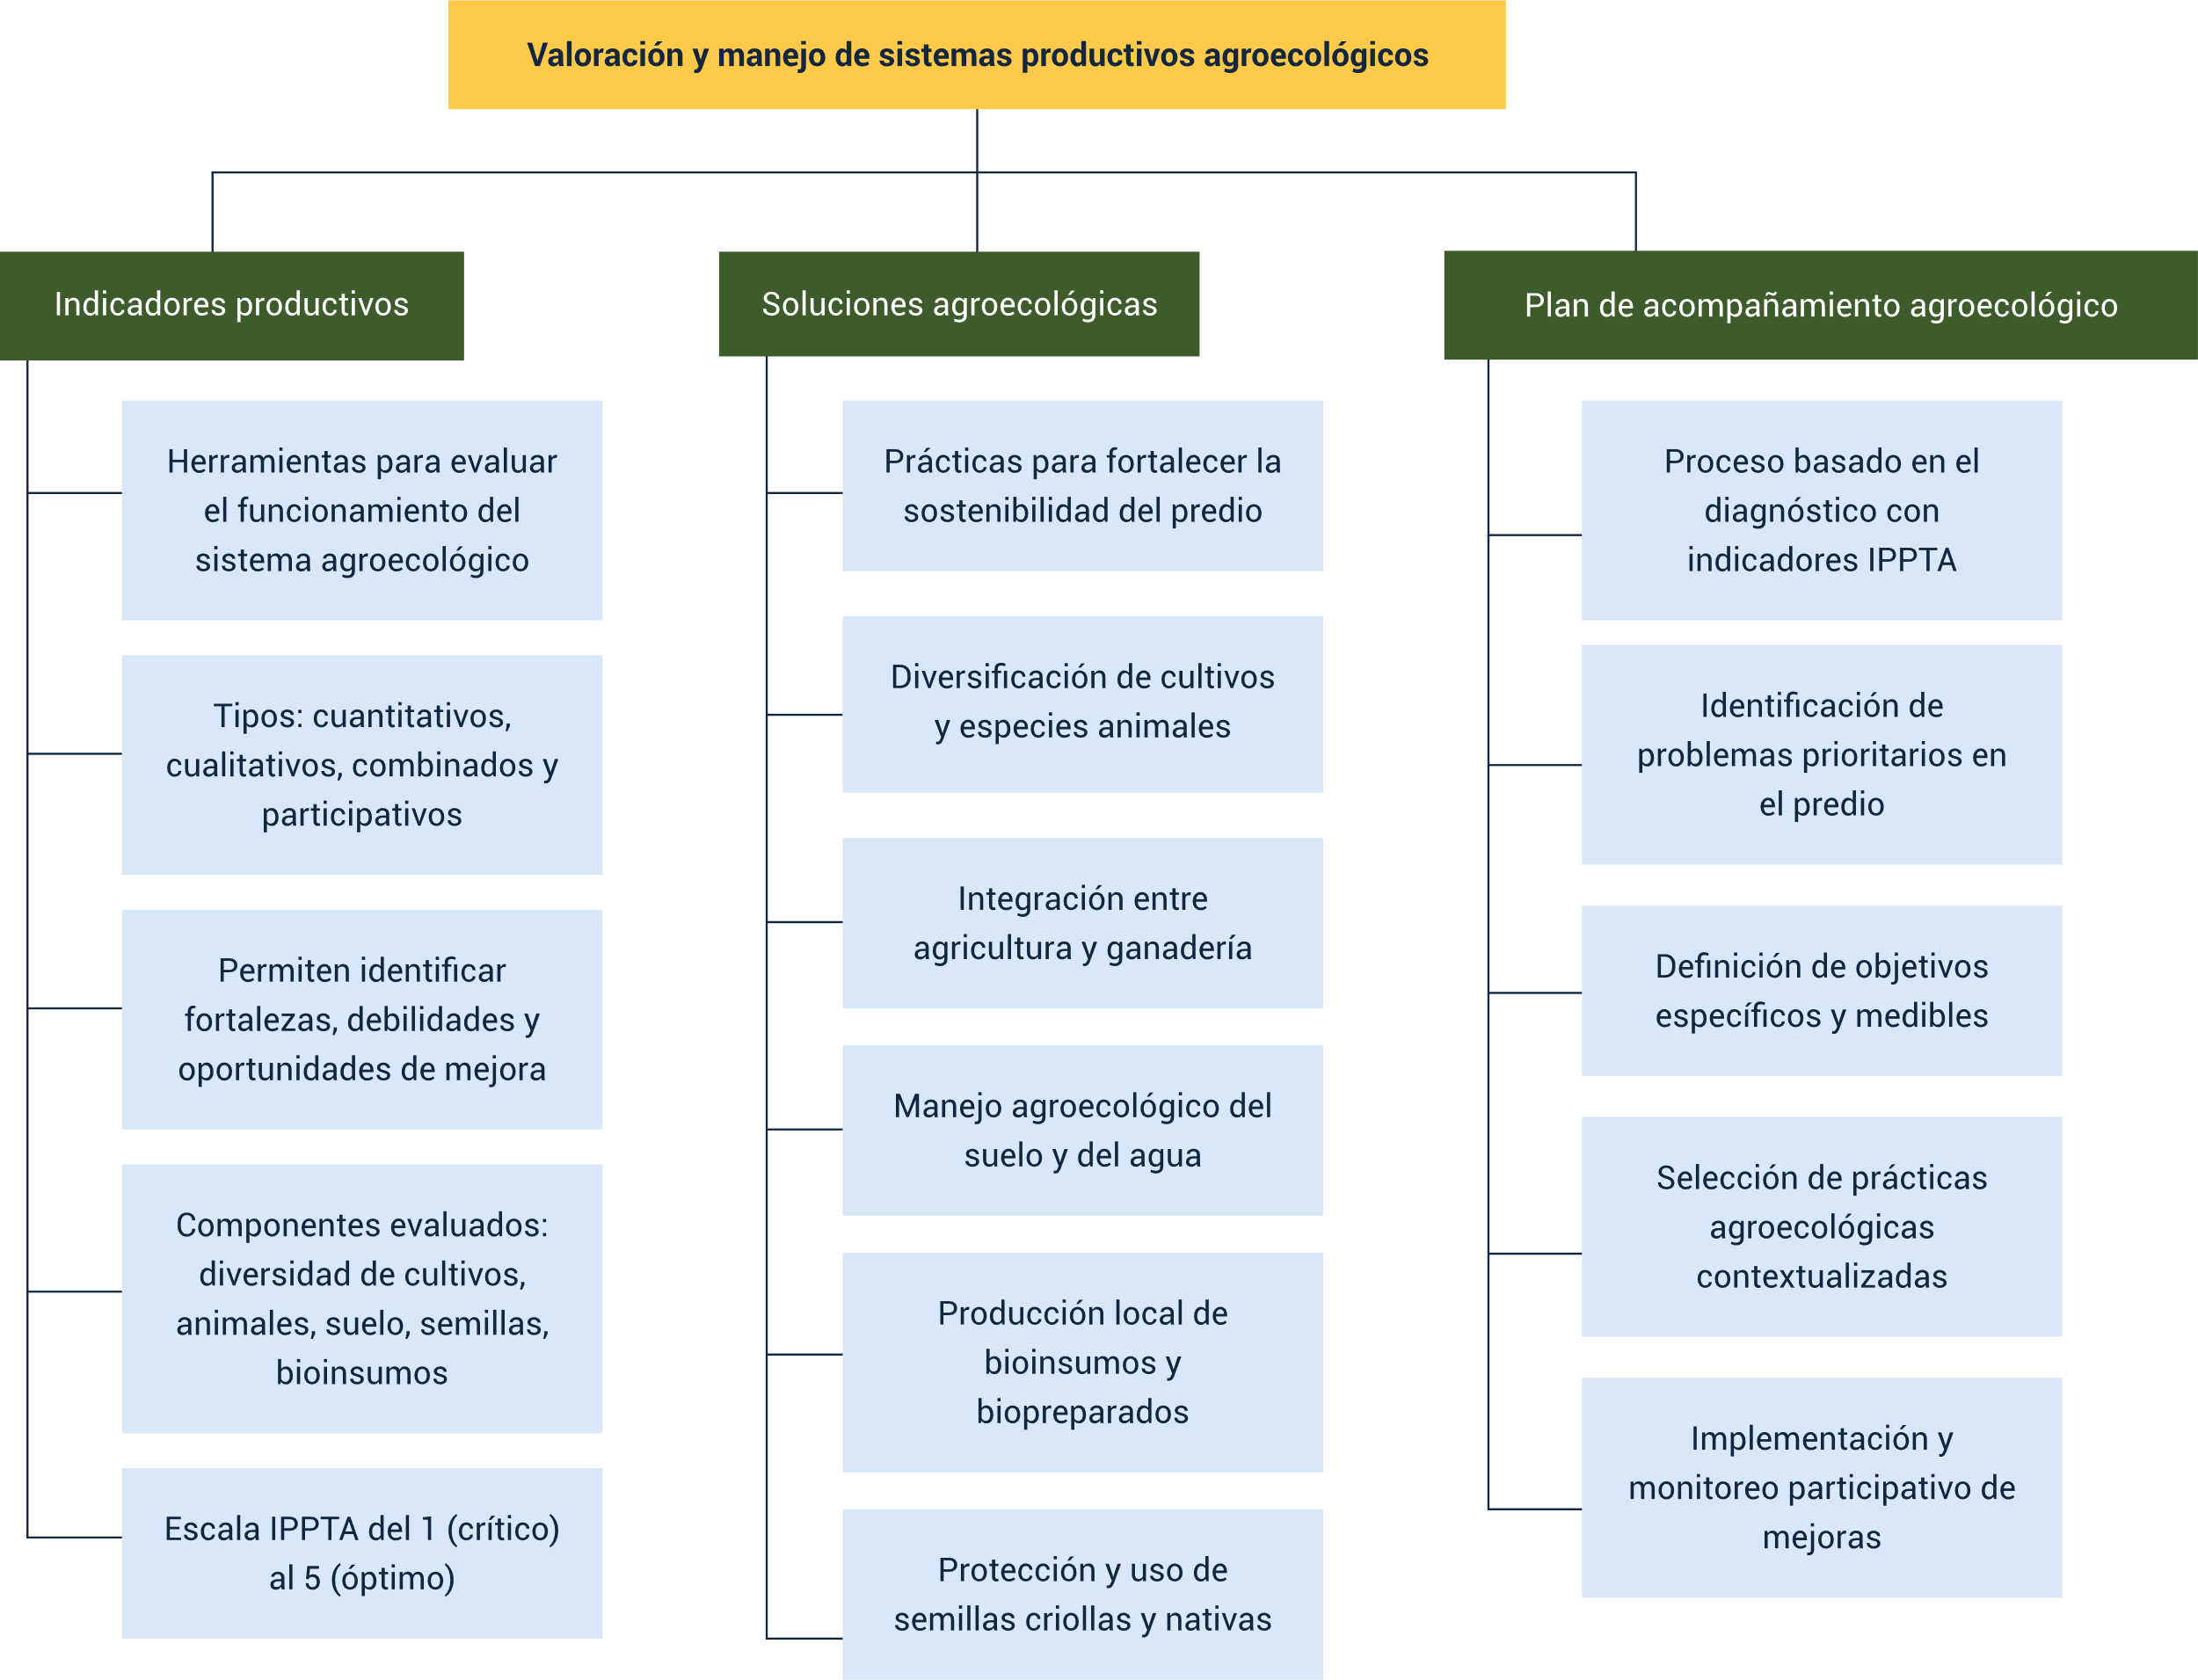 Valoración y manejo de sistemas productivos agroecológicos
Indicadores productivos
Herramientas para evaluar
el funcionamiento del
sistema agroecológico
Tipos: cuantitativos,
cualitativos, combinados y
participativos
Permiten identificar
fortalezas, debilidades y
oportunidades de mejora
Componentes evaluados:
diversidad de cultivos,
animales, suelo, semillas,
bioinsumos
Escala IPPTA del 1 (crítico)
al 5 (óptimo)
Soluciones agroecológicas
Prácticas para fortalecer la
sostenibilidad del predio
Diversificación de cultivos
y especies animales
Integración entre
agricultura y ganadería
Manejo agroecológico del
suelo y del agua
Producción local de
bioinsumos y
biopreparados
Protección y uso de
semillas criollas y nativas
Plan de acompañamiento agroecológico
Proceso basado en el
diagnóstico con
indicadores IPPTA
Identificación de
problemas prioritarios en
el predio
Definición de objetivos
específicos y medibles
Selección de prácticas
agroecológicas
contextualizadas
Implementación y
monitoreo participativo de
mejoras